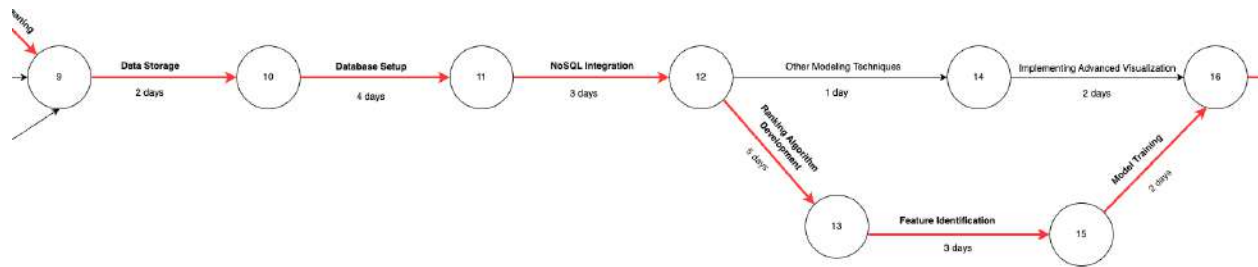 Data Storage
NoSQL Integration
Database Setup
Other Modeling Techniques
Implementing Advanced Visualization
9
10
11
12
14
16
2 days
4 days
3 days
1 day
2 days
Ranking Algorithm
Development
5 days
Model Training
2 days
13
Feature Identification
15
3 days